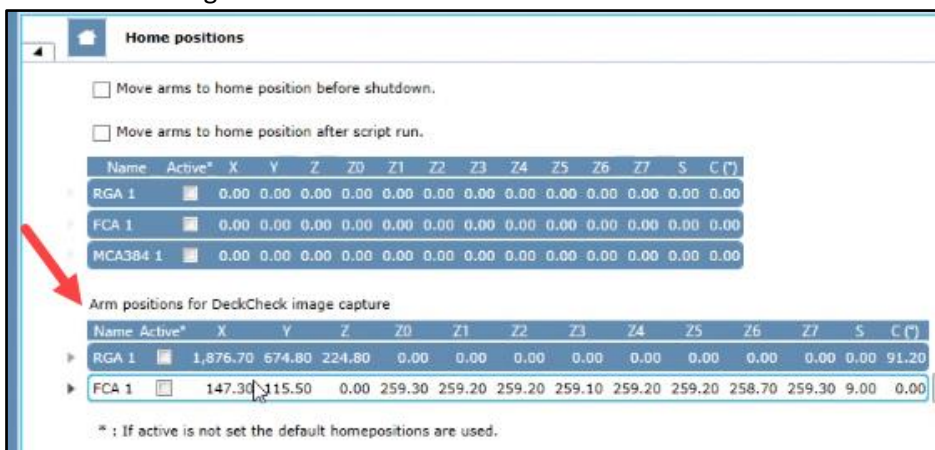 Home positions
Move arms to home position before shutdown.
Move arms to home position after script run.
Name Active* X Y Z Z0 Z1 Z2 Z3 Z4 Z5 Z6 Z7 S C (°)
RGA 1 0.00 0.00 0.00 0.00 0.00 0.00 0.00 0.00 0.00 0.00 0.00 0.00 0.00
FCA 1 0.00 0.00 0.00 0.00 0.00 0.00 0.00 0.00 0.00 0.00 0.00 0.00 0.00
MCA384 1 0.00 0.00 0.00 0.00 0.00 0.00 0.00 0.00 0.00 0.00 0.00 0.00 0.00
Arm positions for DeckCheck image capture
Name Active* X Y Z Z0 Z1 Z2 Z3 Z4 Z5 Z6 Z7 S C (°)
RGA 1 1,876.70 674.80 224.80 0.00 0.00 0.00 0.00 0.00 0.00 0.00 0.00 0.00 91.20
FCA 1 147.30 115.50 0.00 259.30 259.20 259.20 259.10 259.20 259.20 258.70 259.30 9.00 0.00
* : If active is not set the default homepositions are used.